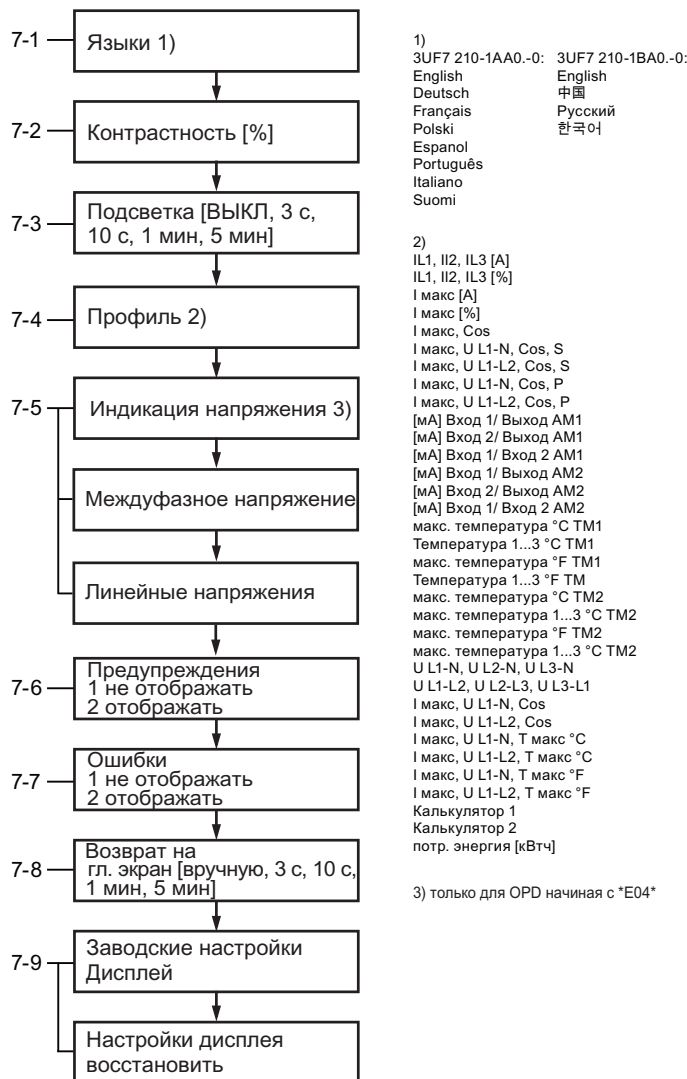 7-1
Языки 1)
7-2
Контрастность [%]
7-3
Подсветка [ВЫКЛ, 3 с,
10 с, 1 мин, 5 мин]
7-4
Профиль 2)
7-5
Индикация напряжения 3)
Междуфазное напряжение
Линейные напряжения
7-6
Предупреждения
1 не отображать
2 отображать
7-7
Ошибки
1 не отображать
2 отображать
7-8
Возврат на
гл. экран [вручную, 3 с, 10 с,
1 мин, 5 мин]
7-9
Заводские настройки
Дисплей
Настройки дисплея
восстановить
1)
3UF7 210-1AA0.-0: 3UF7 210-1BA0.-0:
English English
Deutsch 中国
Français Русский
Polski 한국어
Espanol
Português
Italiano
Suomi
2)
IL1, Il2, IL3 [A]
IL1, Il2, IL3 [%]
I макс [A]
I макс [%]
I макс, Cos
I макс, U L1-N, Cos, S
I макс, U L1-L2, Cos, S
I макс, U L1-N, Cos, P
I макс, U L1-L2, Cos, P
[мА] Вход 1/ Выход АМ1
[мА] Вход 2/ Выход АМ1
[мА] Вход 1/ Вход 2 АМ1
[мА] Вход 1/ Выход АМ2
[мА] Вход 2/ Выход АМ2
[мА] Вход 1/ Вход 2 АМ2
макс. температура °C TM1
Температура 1...3 °C TM1
макс. температура °F TM1
Температура 1...3 °F TM
макс. температура °C TM2
макс. температура 1...3 °C TM2
макс. температура °F TM2
макс. температура 1...3 °C TM2
U L1-N, U L2-N, U L3-N
U L1-L2, U L2-L3, U L3-L1
I макс, U L1-N, Cos
I макс, U L1-L2, Cos
I макс, U L1-N, T макс °C
I макс, U L1-L2, T макс °C
I макс, U L1-N, T макс °F
I макс, U L1-L2, T макс °F
Калькулятор 1
Калькулятор 2
потр. энергия [кВтч]
3) только для OPD начиная с *E04*